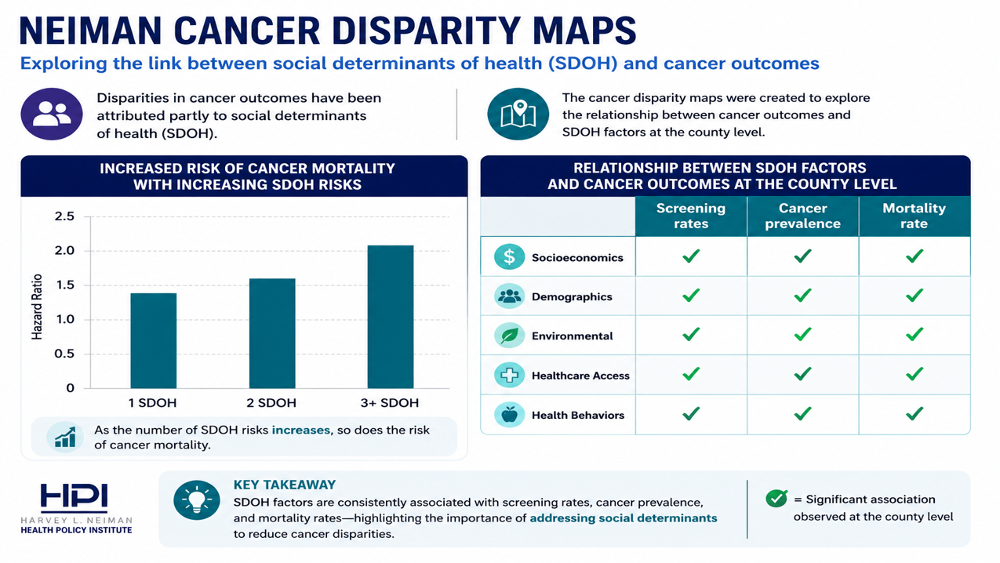 NEIMAN CANCER DISPARITY MAPS
Exploring the link between social determinants of health (SDOH) and cancer outcomes
Disparities in cancer outcomes have been
attributed partly to social determinants
of health (SDOH).
The cancer disparity maps were created to explore
the relationship between cancer outcomes and
SDOH factors at the county level.
INCREASED RISK OF CANCER MORTALITY
WITH INCREASING SDOH RISKS
Hazard Ratio
2.5
2.0
1.5
1.0
0.5
0
1 SDOH
2 SDOH
3+ SDOH
As the number of SDOH risks increases, so does the risk
of cancer mortality.
RELATIONSHIP BETWEEN SDOH FACTORS
AND CANCER OUTCOMES AT THE COUNTY LEVEL
Screening
rates
Cancer
prevalence
Mortality
rate
$ Socioeconomics
Demographics
Environmental
Healthcare Access
Health Behaviors
HPI
HARVEY L. NEIMAN
HEALTH POLICY INSTITUTE
KEY TAKEAWAY
SDOH factors are consistently associated with screening rates, cancer prevalence,
and mortality rates—highlighting the importance of addressing social determinants
to reduce cancer disparities.
= Significant association
observed at the county level